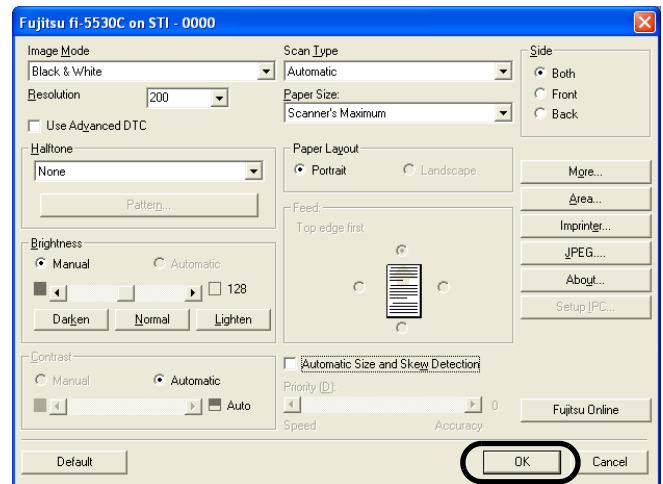 Fujitsu fi-5530C on STI - 0000
Image Mode
Black & White
Resolution
200
Use Advanced DTC
Halftone
None
Pattern...
Brightness
Manual
Automatic
128
Darken
Normal
Lighten
Contrast
Manual
Automatic
Auto
Default
Scan Type
Automatic
Paper Size:
Scanner's Maximum
Paper Layout
Portrait
Landscape
Feed:
Top edge first
Automatic Size and Skew Detection
Priority (D):
0
Speed
Accuracy
Side
Both
Front
Back
More...
Area...
Imprinter...
JPEG....
About...
Setup IPC...
Fujitsu Online
OK
Cancel